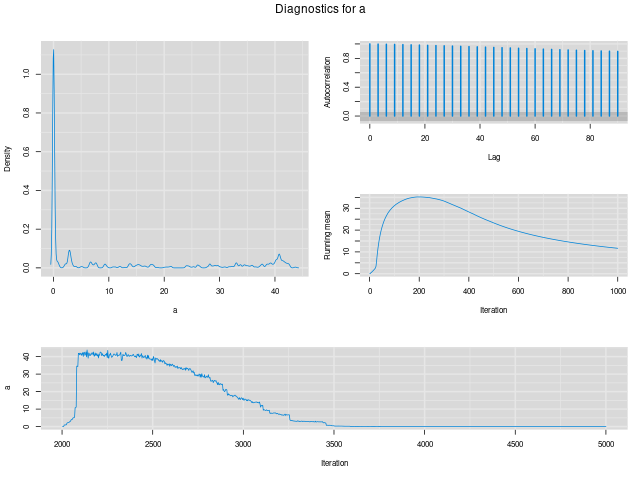 Diagnostics for a
Density
0.0 0.2 0.4 0.6 0.8 1.0
0 10 20 30 40
a
Autocorrelation
0.0 0.4 0.8
0 20 40 60 80
Lag
Running mean
0 10 20 30
0 200 400 600 800 1000
Iteration
a
0 10 20 30 40
2000 2500 3000 3500 4000 4500 5000
Iteration